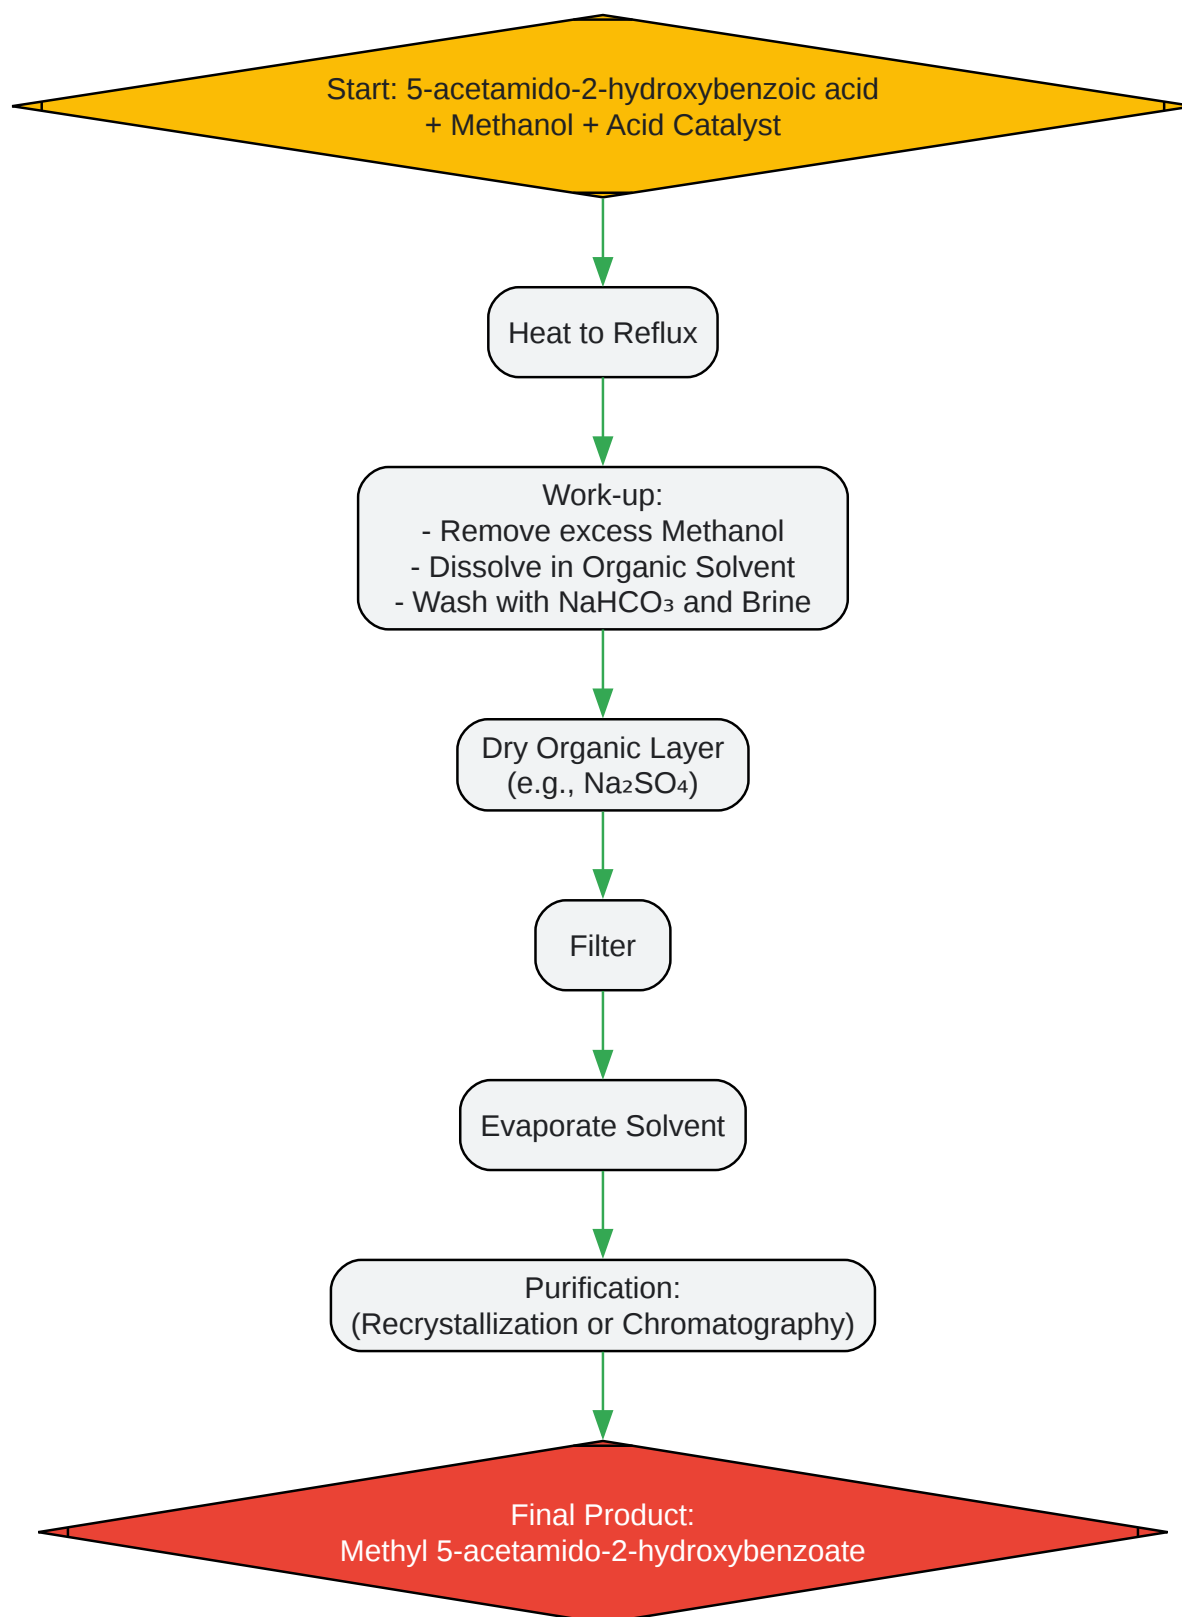 Start: 5-acetamido-2-hydroxybenzoic acid
+ Methanol + Acid Catalyst
Heat to Reflux
Work-up:
- Remove excess Methanol
- Dissolve in Organic Solvent
- Wash with NaHCO₃ and Brine
Dry Organic Layer
(e.g., Na₂SO₄)
Filter
Evaporate Solvent
Purification:
(Recrystallization or Chromatography)
Final Product:
Methyl 5-acetamido-2-hydroxybenzoate